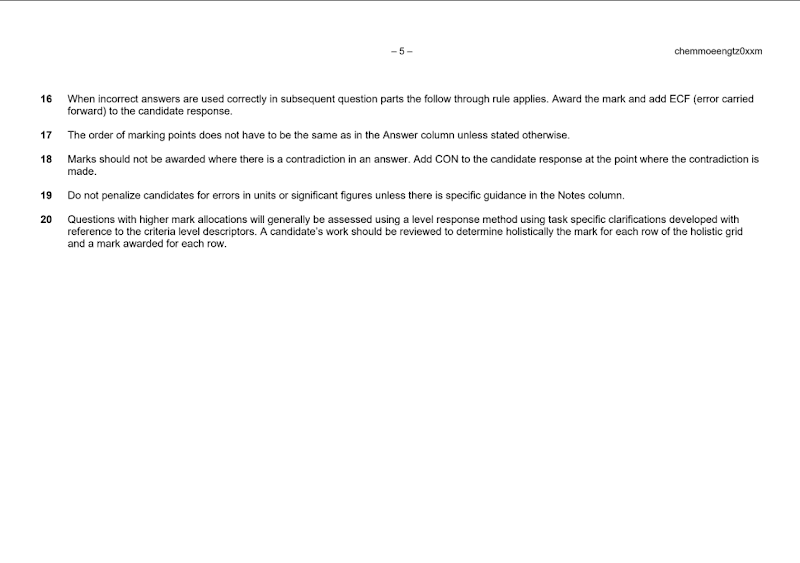 – 5 –
chemmoeengtz0xxm
16 When incorrect answers are used correctly in subsequent question parts the follow through rule applies. Award the mark and add ECF (error carried
forward) to the candidate response.
17 The order of marking points does not have to be the same as in the Answer column unless stated otherwise.
18 Marks should not be awarded where there is a contradiction in an answer. Add CON to the candidate response at the point where the contradiction is
made.
19 Do not penalize candidates for errors in units or significant figures unless there is specific guidance in the Notes column.
20 Questions with higher mark allocations will generally be assessed using a level response method using task specific clarifications developed with
reference to the criteria level descriptors. A candidate's work should be reviewed to determine holistically the mark for each row of the holistic grid
and a mark awarded for each row.